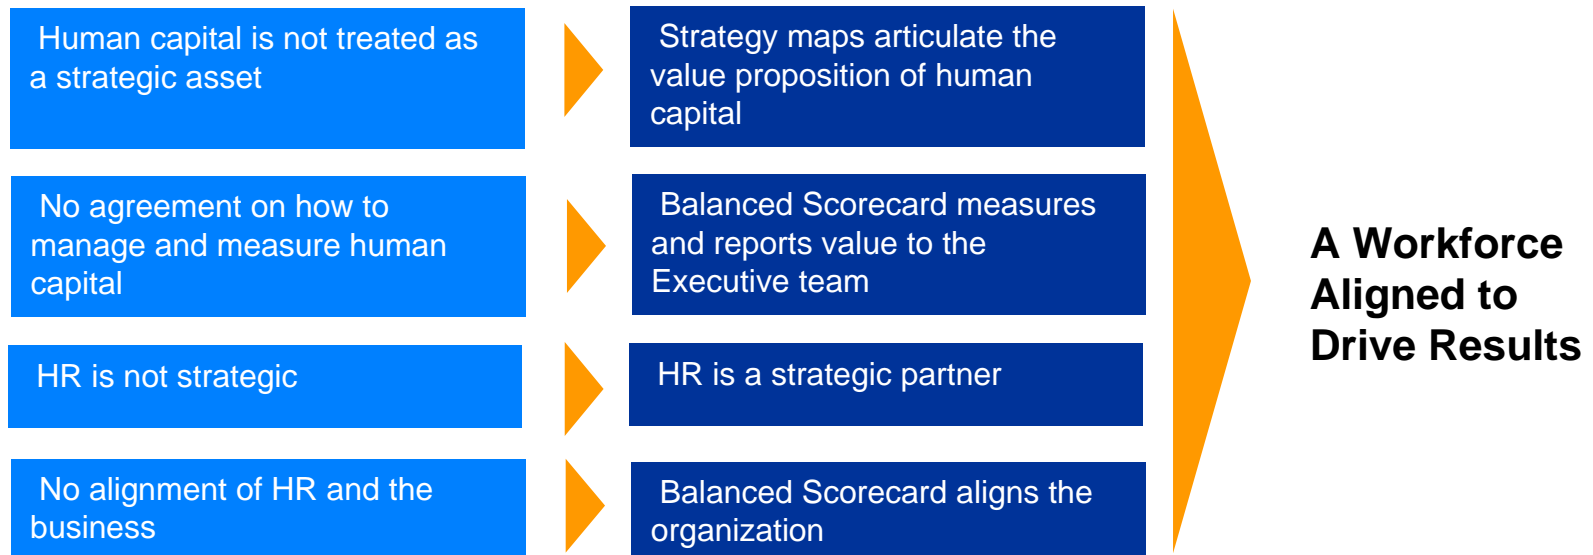 Human capital is not treated as
a strategic asset
Strategy maps articulate the
value proposition of human
capital
No agreement on how to
manage and measure human
capital
Balanced Scorecard measures
and reports value to the
Executive team
HR is not strategic
HR is a strategic partner
No alignment of HR and the
business
Balanced Scorecard aligns the
organization
A Workforce
Aligned to
Drive Results